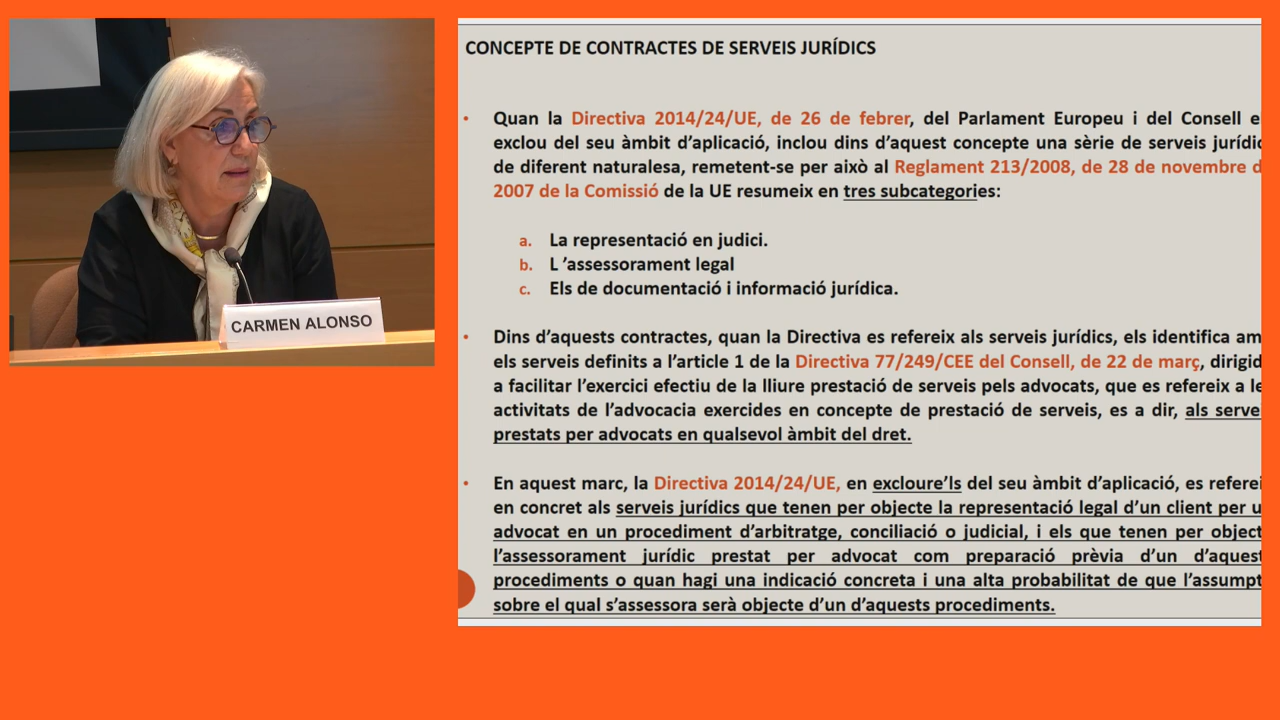 CARMEN ALONSO
CONCEPTE DE CONTRACTES DE SERVEIS JURÍDICS
• Quan la Directiva 2014/24/UE, de 26 de febrer, del Parlament Europeu i del Consell e
exclou del seu àmbit d’aplicació, inclou dins d’aquest concepte una sèrie de serveis jurídic
de diferent naturalesa, remetent-se per això al Reglament 213/2008, de 28 de novembre d
2007 de la Comissió de la UE resumeix en tres subcategories:
a. La representació en judici.
b. L ’assessorament legal
c. Els de documentació i informació jurídica.
• Dins d’aquests contractes, quan la Directiva es refereix als serveis jurídics, els identifica am
els serveis definits a l’article 1 de la Directiva 77/249/CEE del Consell, de 22 de març, dirigid
a facilitar l’exercici efectiu de la lliure prestació de serveis pels advocats, que es refereix a le
activitats de l’advocacia exercides en concepte de prestació de serveis, es a dir, als serve
prestats per advocats en qualsevol àmbit del dret.
• En aquest marc, la Directiva 2014/24/UE, en excloure’ls del seu àmbit d’aplicació, es referei
en concret als serveis jurídics que tenen per objecte la representació legal d’un client per u
advocat en un procediment d’arbitratge, conciliació o judicial, i els que tenen per object
l’assessorament jurídic prestat per advocat com preparació prèvia d’un d’aquest
procediments o quan hagi una indicació concreta i una alta probabilitat de que l’assumpt
sobre el qual s’assessora serà objecte d’un d’aquests procediments.